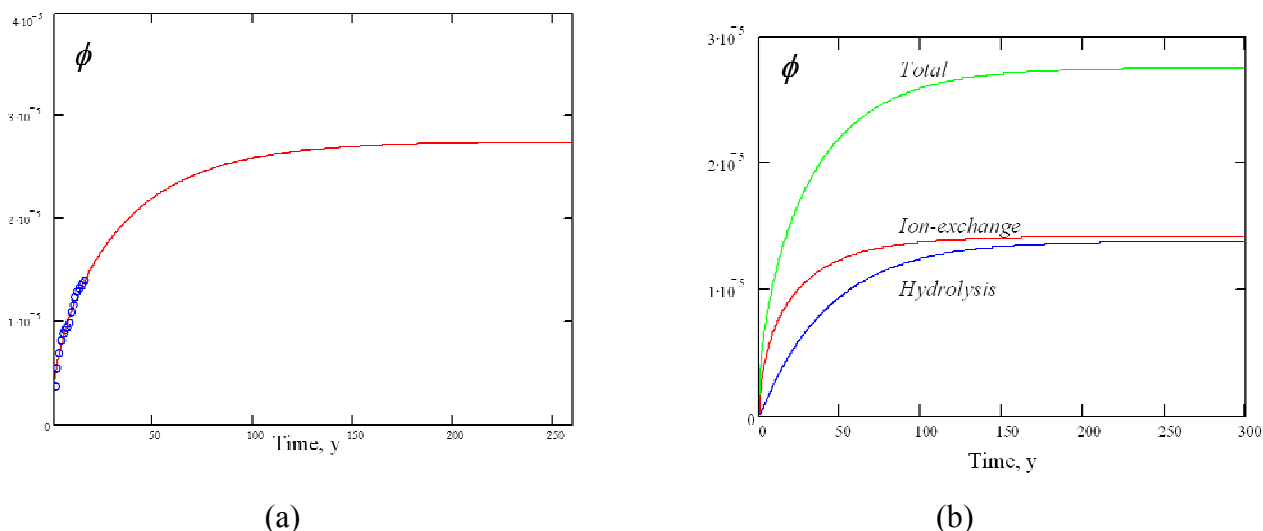 4·10⁻⁵
ϕ
3·10⁻⁵
2·10⁻⁵
1·10⁻⁵
0
50
100
150
200
250
Time, y
(a)
3·10⁻⁵
ϕ
Total
2·10⁻⁵
Ion-exchange
1·10⁻⁵
Hydrolysis
0
0
50
100
150
200
250
300
Time, y
(b)